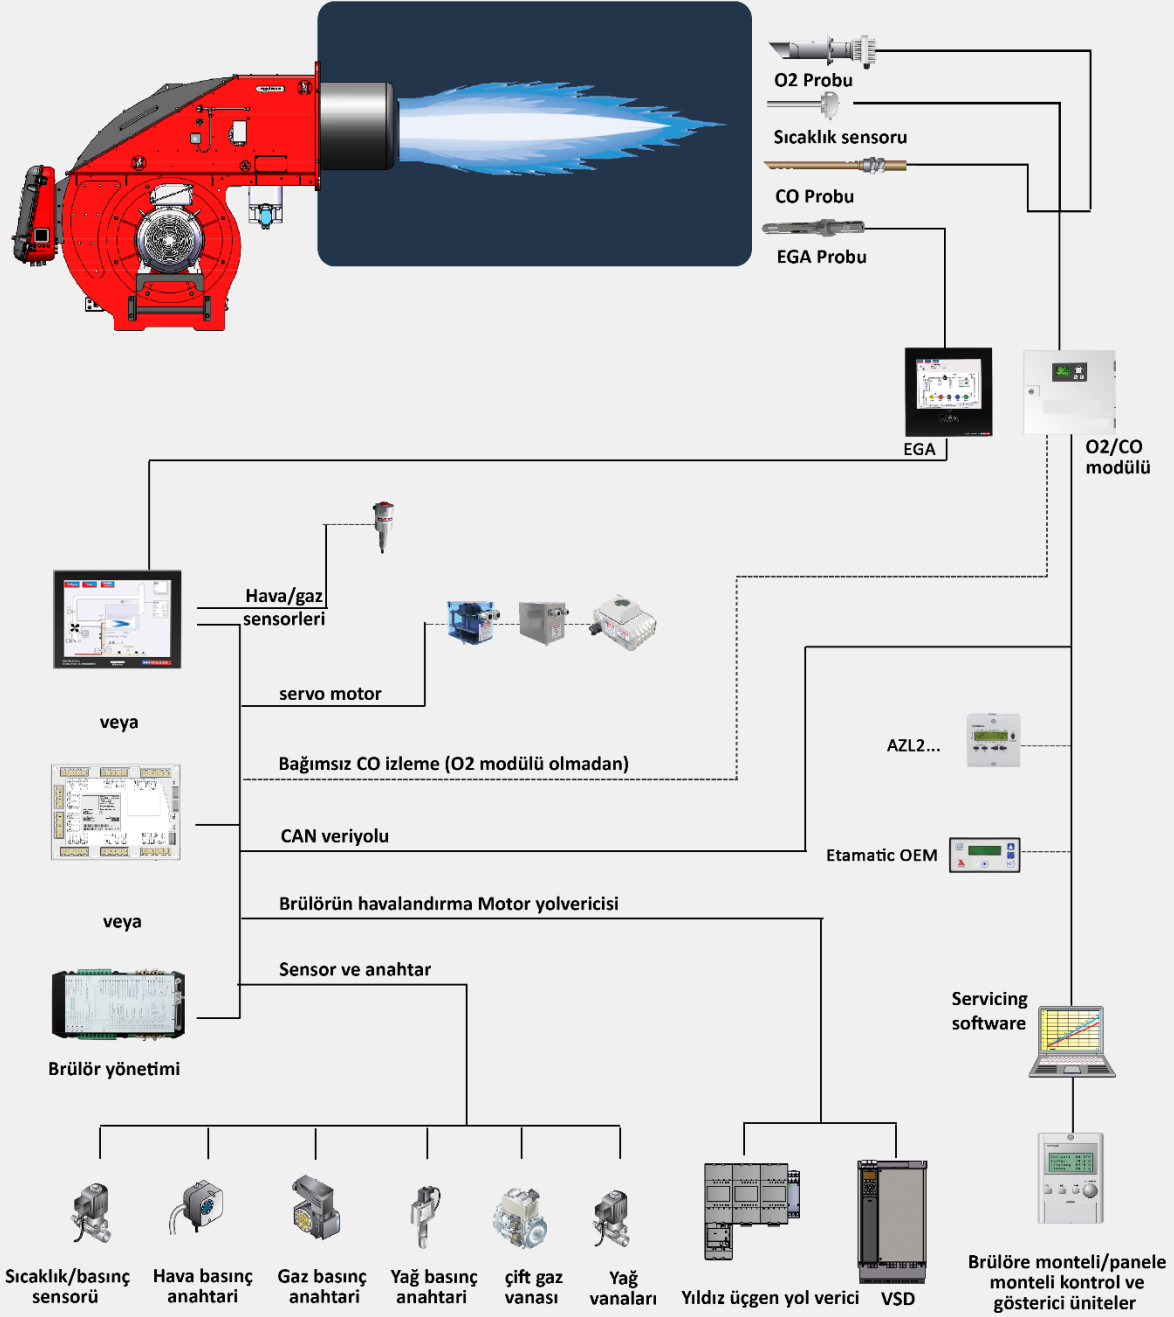 O2 Probu
Sıcaklık sensoru
CO Probu
EGA Probu
EGA
O2/CO
modülü
Hava/gaz
sensorleri
servo motor
veya
AZL2...
Bağımsız CO izleme (O2 modülü olmadan)
CAN veriyolu
Etamatic OEM
Brülörün havalandırma Motor yolvericisi
veya
Sensor ve anahtar
Servicing
software
Brülör yönetimi
Sıcaklık/basınç
sensorü
Hava basınç
anahtari
Gaz basınç
anahtari
Yağ basınç
anahtari
çift gaz
vanası
Yağ
vanaları
Yıldız üçgen yol verici
VSD
Brülöre monteli/panele
monteli kontrol ve
gösterici üniteler